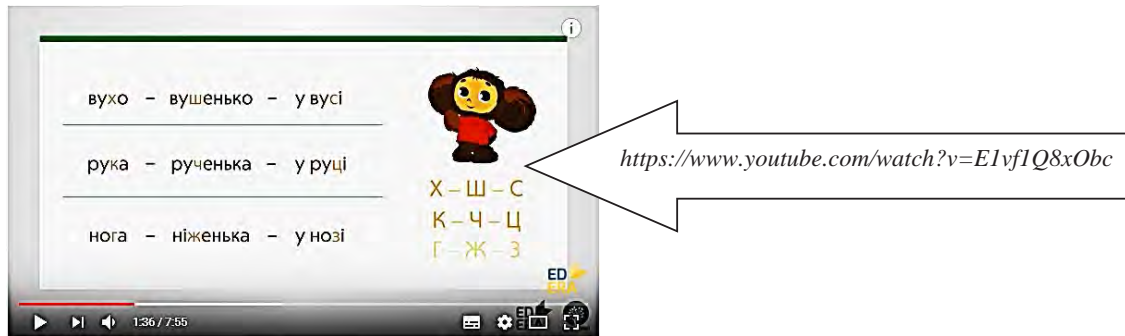 i
вухо – вушенько – у вусі
рука – рученька – у руці
нога – ніженька – у нозі
Х – Ш – С
К – Ч – Ц
Г – Ж – З
ED
ERA
1:36 / 7:55
https://www.youtube.com/watch?v=E1vf1Q8xObc